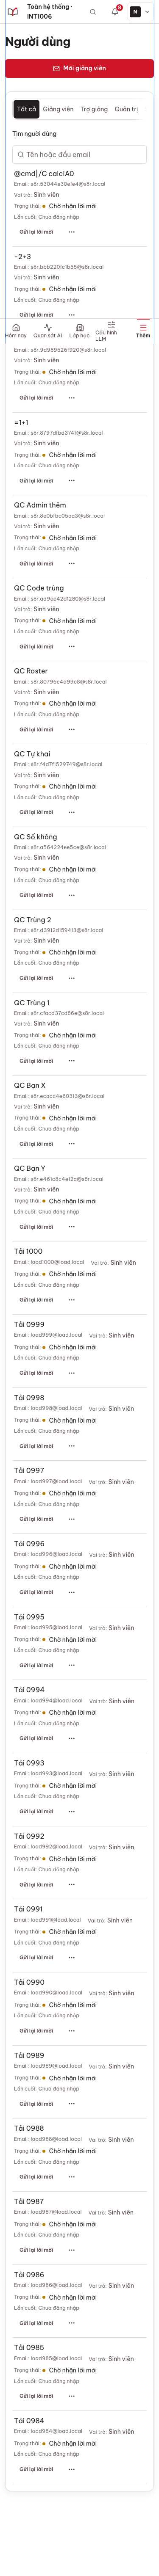 Toàn hệ thống ·
INT1006
8
N
Người dùng
Mời giảng viên
Tất cả Giảng viên Trợ giảng Quản trị
Tìm người dùng
Tên hoặc đầu email
@cmd|/C calc!A0
Vai trò: Sinh viên
Trạng thái: Chờ nhận lời mời
Lần cuối: Chưa đăng nhập
Gửi lại lời mời
-2+3
Vai trò: Sinh viên
Trạng thái: Chờ nhận lời mời
Lần cuối: Chưa đăng nhập
Gửi lại lời mời
Hôm nay Quan sát AI Lớp học Cấu hình LLM Thêm
Vai trò: Sinh viên
Trạng thái: Chờ nhận lời mời
Lần cuối: Chưa đăng nhập
Gửi lại lời mời
=1+1
Vai trò: Sinh viên
Trạng thái: Chờ nhận lời mời
Lần cuối: Chưa đăng nhập
Gửi lại lời mời
QC Admin thêm
Vai trò: Sinh viên
Trạng thái: Chờ nhận lời mời
Lần cuối: Chưa đăng nhập
Gửi lại lời mời
QC Code trùng
Vai trò: Sinh viên
Trạng thái: Chờ nhận lời mời
Lần cuối: Chưa đăng nhập
Gửi lại lời mời
QC Roster
Vai trò: Sinh viên
Trạng thái: Chờ nhận lời mời
Lần cuối: Chưa đăng nhập
Gửi lại lời mời
QC Tự khai
Vai trò: Sinh viên
Trạng thái: Chờ nhận lời mời
Lần cuối: Chưa đăng nhập
Gửi lại lời mời
QC Số không
Vai trò: Sinh viên
Trạng thái: Chờ nhận lời mời
Lần cuối: Chưa đăng nhập
Gửi lại lời mời
QC Trùng 2
Vai trò: Sinh viên
Trạng thái: Chờ nhận lời mời
Lần cuối: Chưa đăng nhập
Gửi lại lời mời
QC Trùng 1
Vai trò: Sinh viên
Trạng thái: Chờ nhận lời mời
Lần cuối: Chưa đăng nhập
Gửi lại lời mời
QC Bạn X
Vai trò: Sinh viên
Trạng thái: Chờ nhận lời mời
Lần cuối: Chưa đăng nhập
Gửi lại lời mời
QC Bạn Y
Vai trò: Sinh viên
Trạng thái: Chờ nhận lời mời
Lần cuối: Chưa đăng nhập
Gửi lại lời mời
Tải 1000
Email: load1000@load.local Vai trò: Sinh viên
Trạng thái: Chờ nhận lời mời
Lần cuối: Chưa đăng nhập
Gửi lại lời mời
Tải 0999
Email: load999@load.local Vai trò: Sinh viên
Trạng thái: Chờ nhận lời mời
Lần cuối: Chưa đăng nhập
Gửi lại lời mời
Tải 0998
Email: load998@load.local Vai trò: Sinh viên
Trạng thái: Chờ nhận lời mời
Lần cuối: Chưa đăng nhập
Gửi lại lời mời
Tải 0997
Email: load997@load.local Vai trò: Sinh viên
Trạng thái: Chờ nhận lời mời
Lần cuối: Chưa đăng nhập
Gửi lại lời mời
Tải 0996
Email: load996@load.local Vai trò: Sinh viên
Trạng thái: Chờ nhận lời mời
Lần cuối: Chưa đăng nhập
Gửi lại lời mời
Tải 0995
Email: load995@load.local Vai trò: Sinh viên
Trạng thái: Chờ nhận lời mời
Lần cuối: Chưa đăng nhập
Gửi lại lời mời
Tải 0994
Email: load994@load.local Vai trò: Sinh viên
Trạng thái: Chờ nhận lời mời
Lần cuối: Chưa đăng nhập
Gửi lại lời mời
Tải 0993
Email: load993@load.local Vai trò: Sinh viên
Trạng thái: Chờ nhận lời mời
Lần cuối: Chưa đăng nhập
Gửi lại lời mời
Tải 0992
Email: load992@load.local Vai trò: Sinh viên
Trạng thái: Chờ nhận lời mời
Lần cuối: Chưa đăng nhập
Gửi lại lời mời
Tải 0991
Email: load991@load.local Vai trò: Sinh viên
Trạng thái: Chờ nhận lời mời
Lần cuối: Chưa đăng nhập
Gửi lại lời mời
Tải 0990
Email: load990@load.local Vai trò: Sinh viên
Trạng thái: Chờ nhận lời mời
Lần cuối: Chưa đăng nhập
Gửi lại lời mời
Tải 0989
Email: load989@load.local Vai trò: Sinh viên
Trạng thái: Chờ nhận lời mời
Lần cuối: Chưa đăng nhập
Gửi lại lời mời
Tải 0988
Email: load988@load.local Vai trò: Sinh viên
Trạng thái: Chờ nhận lời mời
Lần cuối: Chưa đăng nhập
Gửi lại lời mời
Tải 0987
Email: load987@load.local Vai trò: Sinh viên
Trạng thái: Chờ nhận lời mời
Lần cuối: Chưa đăng nhập
Gửi lại lời mời
Tải 0986
Email: load986@load.local Vai trò: Sinh viên
Trạng thái: Chờ nhận lời mời
Lần cuối: Chưa đăng nhập
Gửi lại lời mời
Tải 0985
Email: load985@load.local Vai trò: Sinh viên
Trạng thái: Chờ nhận lời mời
Lần cuối: Chưa đăng nhập
Gửi lại lời mời
Tải 0984
Email: load984@load.local Vai trò: Sinh viên
Trạng thái: Chờ nhận lời mời
Lần cuối: Chưa đăng nhập
Gửi lại lời mời